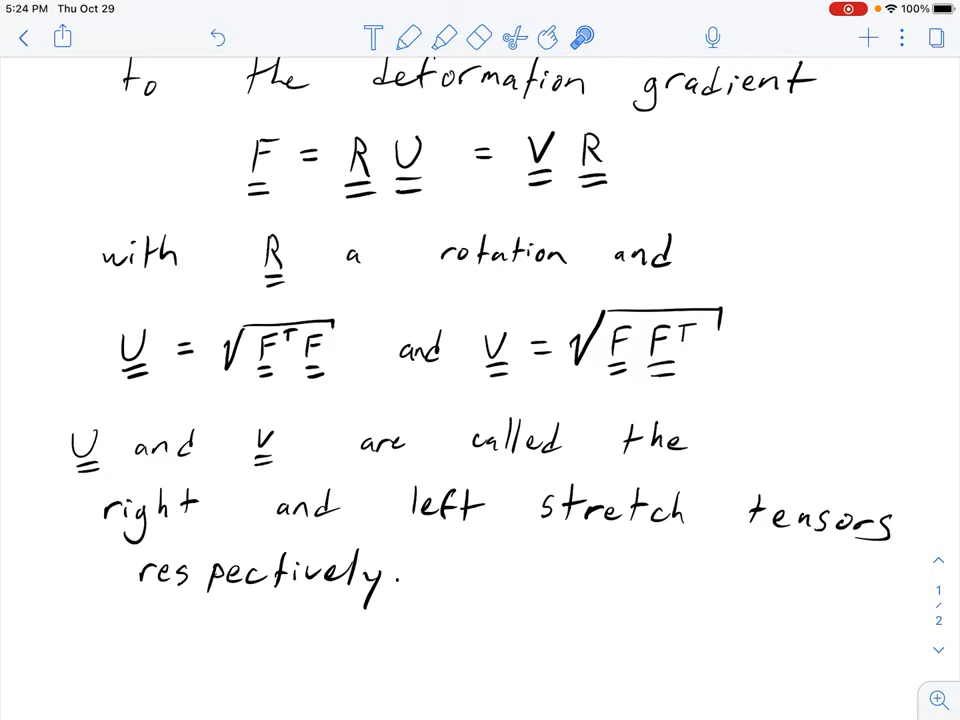 5:24 PM Thu Oct 29
100%
T
to the deformation gradient
F = R U = V R
with R a rotation and
U = √FᵀF and V = √F Fᵀ
U and V are called the
right and left stretch tensors
respectively.
1
/
2